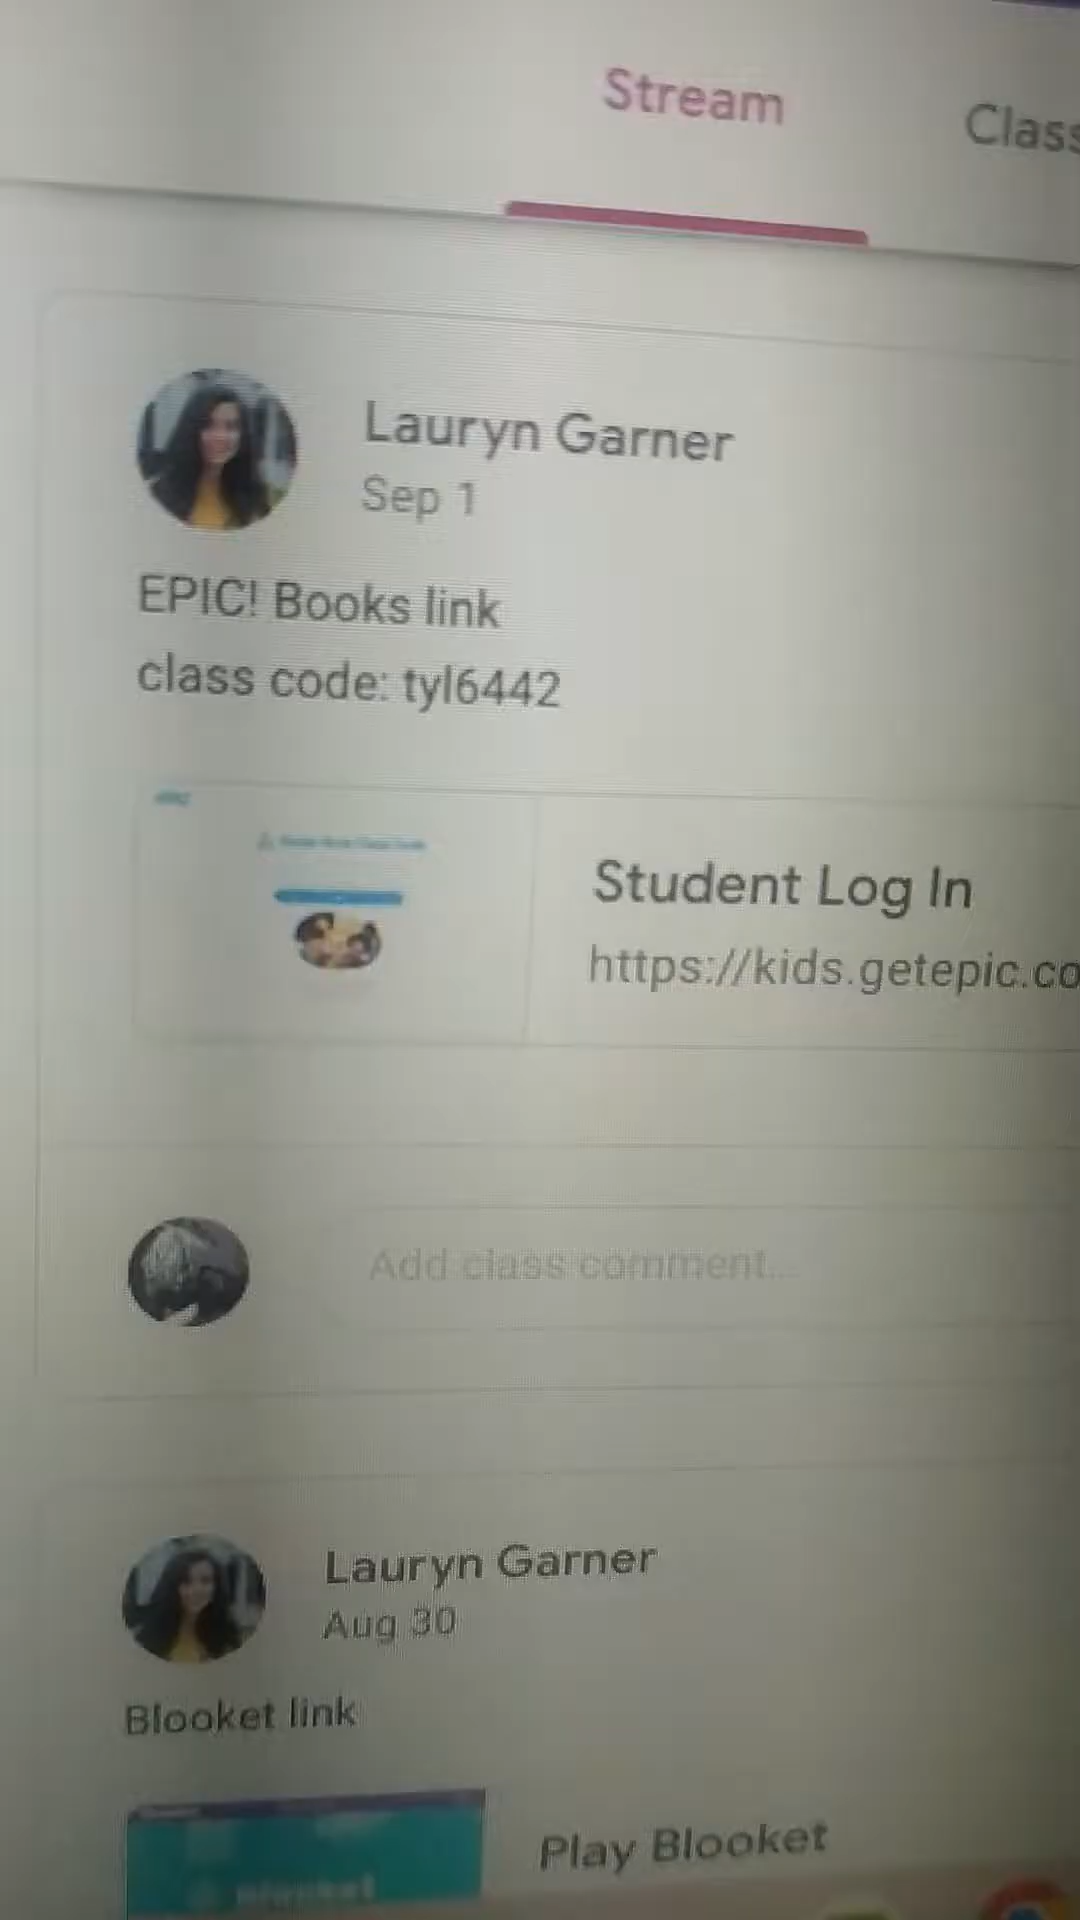 Stream
Class
Lauryn Garner
Sep 1
EPIC! Books link
class code: tyl6442
Student Log In
https://kids.getepic.co
Add class comment...
Lauryn Garner
Aug 30
Blooket link
Play Blooket